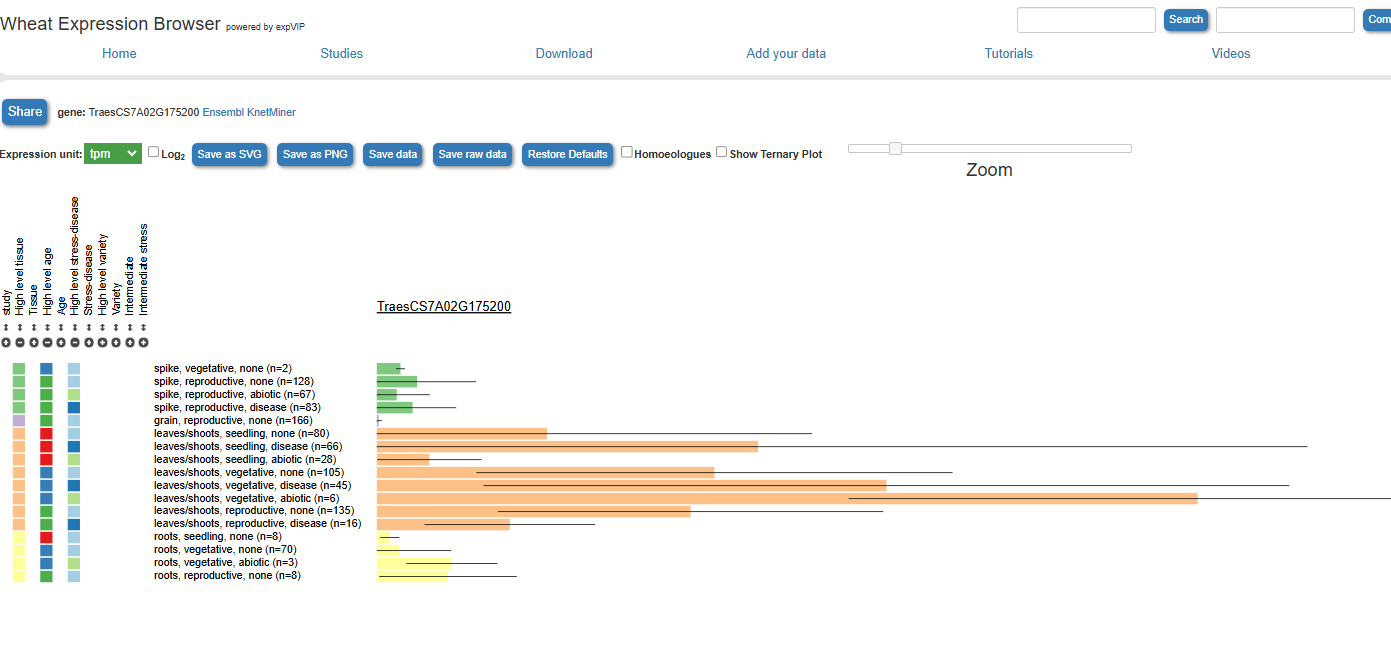 Wheat Expression Browser powered by expVIP
Search
Com
Home Studies Download Add your data Tutorials Videos
Share gene: TraesCS7A02G175200 Ensembl KnetMiner
Expression unit: tpm Log2 Save as SVG Save as PNG Save data Save raw data Restore Defaults Homoeologues Show Ternary Plot
Zoom
study
High level tissue
Tissue
High level age
Age
High level stress-disease
Stress-disease
High level variety
Variety
Intermediate
Intermediate stress
TraesCS7A02G175200
spike, vegetative, none (n=2)
spike, reproductive, none (n=128)
spike, reproductive, abiotic (n=67)
spike, reproductive, disease (n=83)
grain, reproductive, none (n=166)
leaves/shoots, seedling, none (n=80)
leaves/shoots, seedling, disease (n=66)
leaves/shoots, seedling, abiotic (n=28)
leaves/shoots, vegetative, none (n=105)
leaves/shoots, vegetative, disease (n=45)
leaves/shoots, vegetative, abiotic (n=6)
leaves/shoots, reproductive, none (n=135)
leaves/shoots, reproductive, disease (n=16)
roots, seedling, none (n=8)
roots, vegetative, none (n=70)
roots, vegetative, abiotic (n=3)
roots, reproductive, none (n=8)